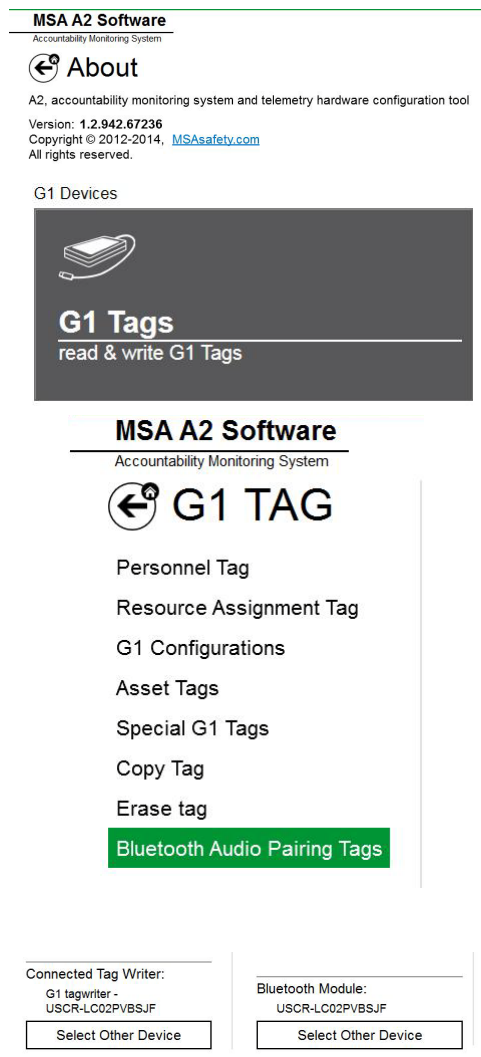 MSA A2 Software
Accountability Monitoring System
About
A2, accountability monitoring system and telemetry hardware configuration tool
Version: 1.2.942.67236
Copyright © 2012-2014, MSAsafety.com
All rights reserved.
G1 Devices
G1 Tags
read & write G1 Tags
MSA A2 Software
Accountability Monitoring System
G1 TAG
Personnel Tag
Resource Assignment Tag
G1 Configurations
Asset Tags
Special G1 Tags
Copy Tag
Erase tag
Bluetooth Audio Pairing Tags
Connected Tag Writer:
G1 tagwriter -
USCR-LC02PVBSJF
Select Other Device
Bluetooth Module:
USCR-LC02PVBSJF
Select Other Device